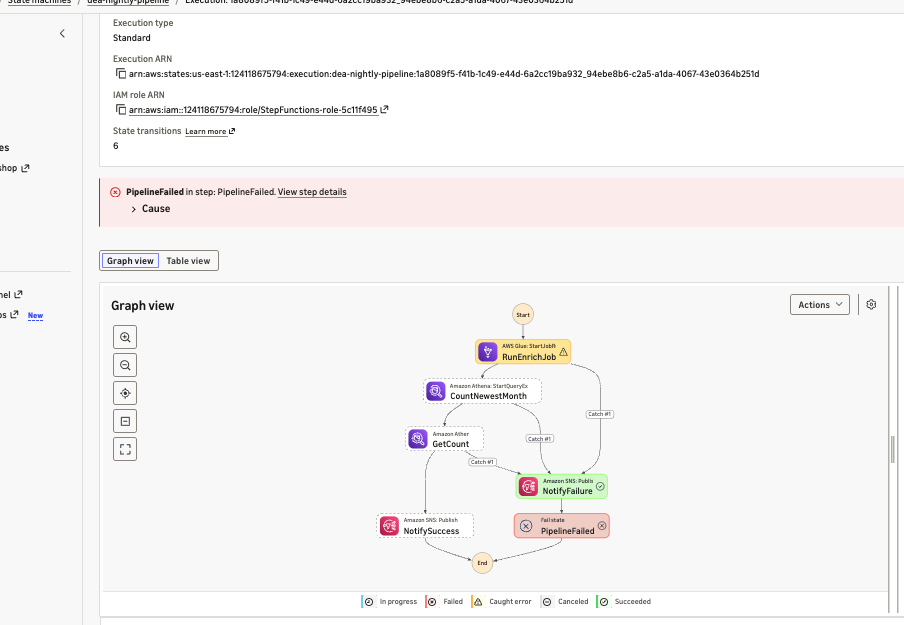 State machines / dea-nightly-pipeline / Execution: 1a8089f5-f41b-1c49-e44d-6a2cc19ba932_94ebe8b6-c2a5-a1da-4067-43e0364b251d
Execution type
Standard
Execution ARN
arn:aws:states:us-east-1:124118675794:execution:dea-nightly-pipeline:1a8089f5-f41b-1c49-e44d-6a2cc19ba932_94ebe8b6-c2a5-a1da-4067-43e0364b251d
IAM role ARN
arn:aws:iam::124118675794:role/StepFunctions-role-5c11f495
State transitions Learn more
6
es
shop
nel
os New
PipelineFailed in step: PipelineFailed. View step details
Cause
Graph view Table view
Graph view
Actions
Start
AWS Glue: StartJobR
RunEnrichJob
Amazon Athena: StartQueryEx
CountNewestMonth
Catch #1
Amazon Ather
GetCount
Catch #1
Catch #1
Amazon SNS: Publis
NotifyFailure
Amazon SNS: Publish
NotifySuccess
Fail state
PipelineFailed
End
In progress Failed Caught error Canceled Succeeded